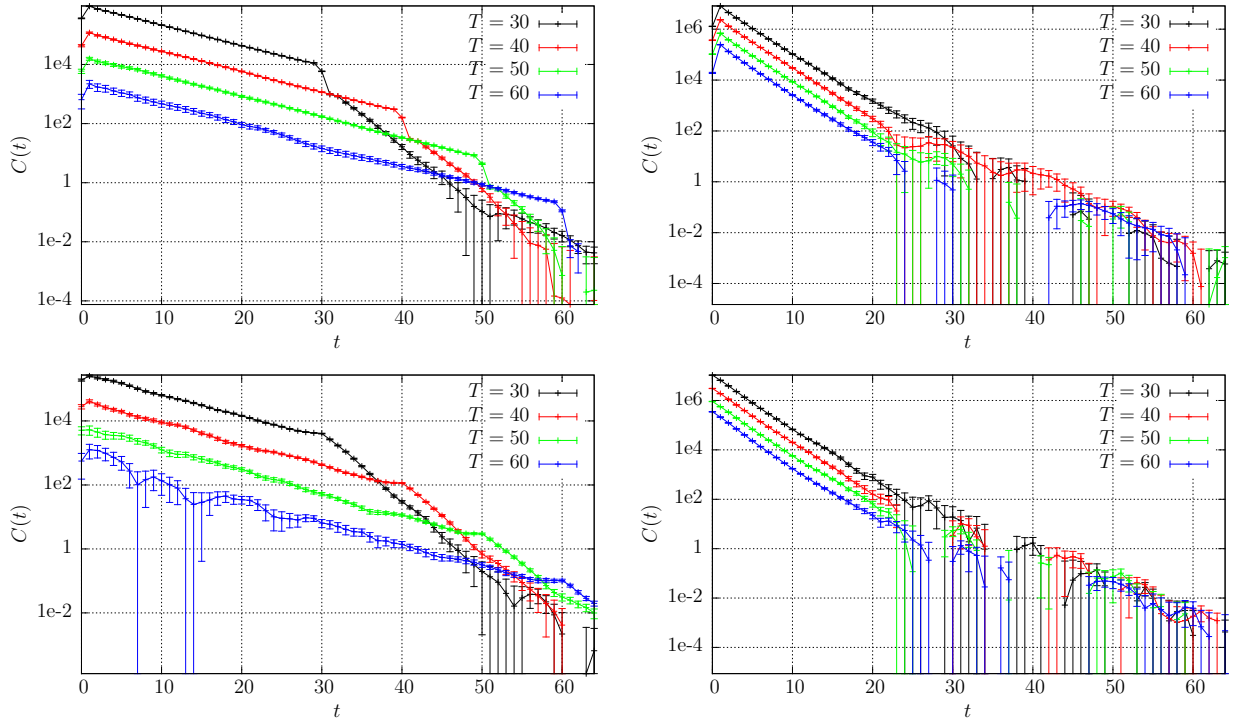 C(t)
1e4
1e2
1
1e-2
1e-4
0
10
20
30
40
50
60
t
T = 30
T = 40
T = 50
T = 60
C(t)
1e6
1e4
1e2
1
1e-2
1e-4
0
10
20
30
40
50
60
t
T = 30
T = 40
T = 50
T = 60
C(t)
1e4
1e2
1
1e-2
0
10
20
30
40
50
60
t
T = 30
T = 40
T = 50
T = 60
C(t)
1e6
1e4
1e2
1
1e-2
1e-4
0
10
20
30
40
50
60
t
T = 30
T = 40
T = 50
T = 60